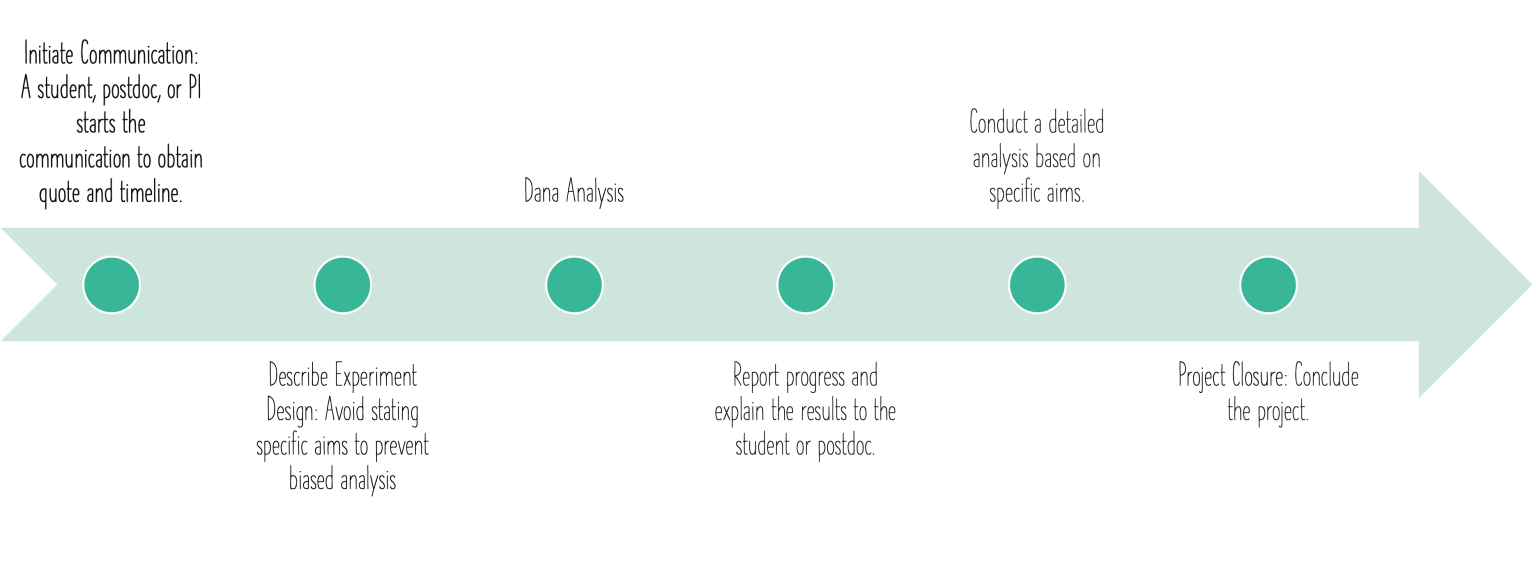 Initiate Communication:
A student, postdoc, or PI
starts the
communication to obtain
quote and timeline.
Describe Experiment
Design: Avoid stating
specific aims to prevent
biased analysis
Dana Analysis
Report progress and
explain the results to the
student or postdoc.
Conduct a detailed
analysis based on
specific aims.
Project Closure: Conclude
the project.